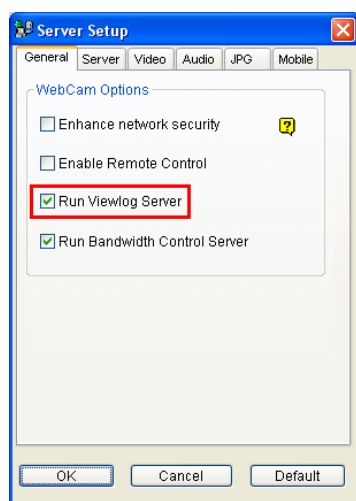 Server Setup
General Server Video Audio JPG Mobile
WebCam Options
Enhance network security
Enable Remote Control
Run Viewlog Server
Run Bandwidth Control Server
OK Cancel Default